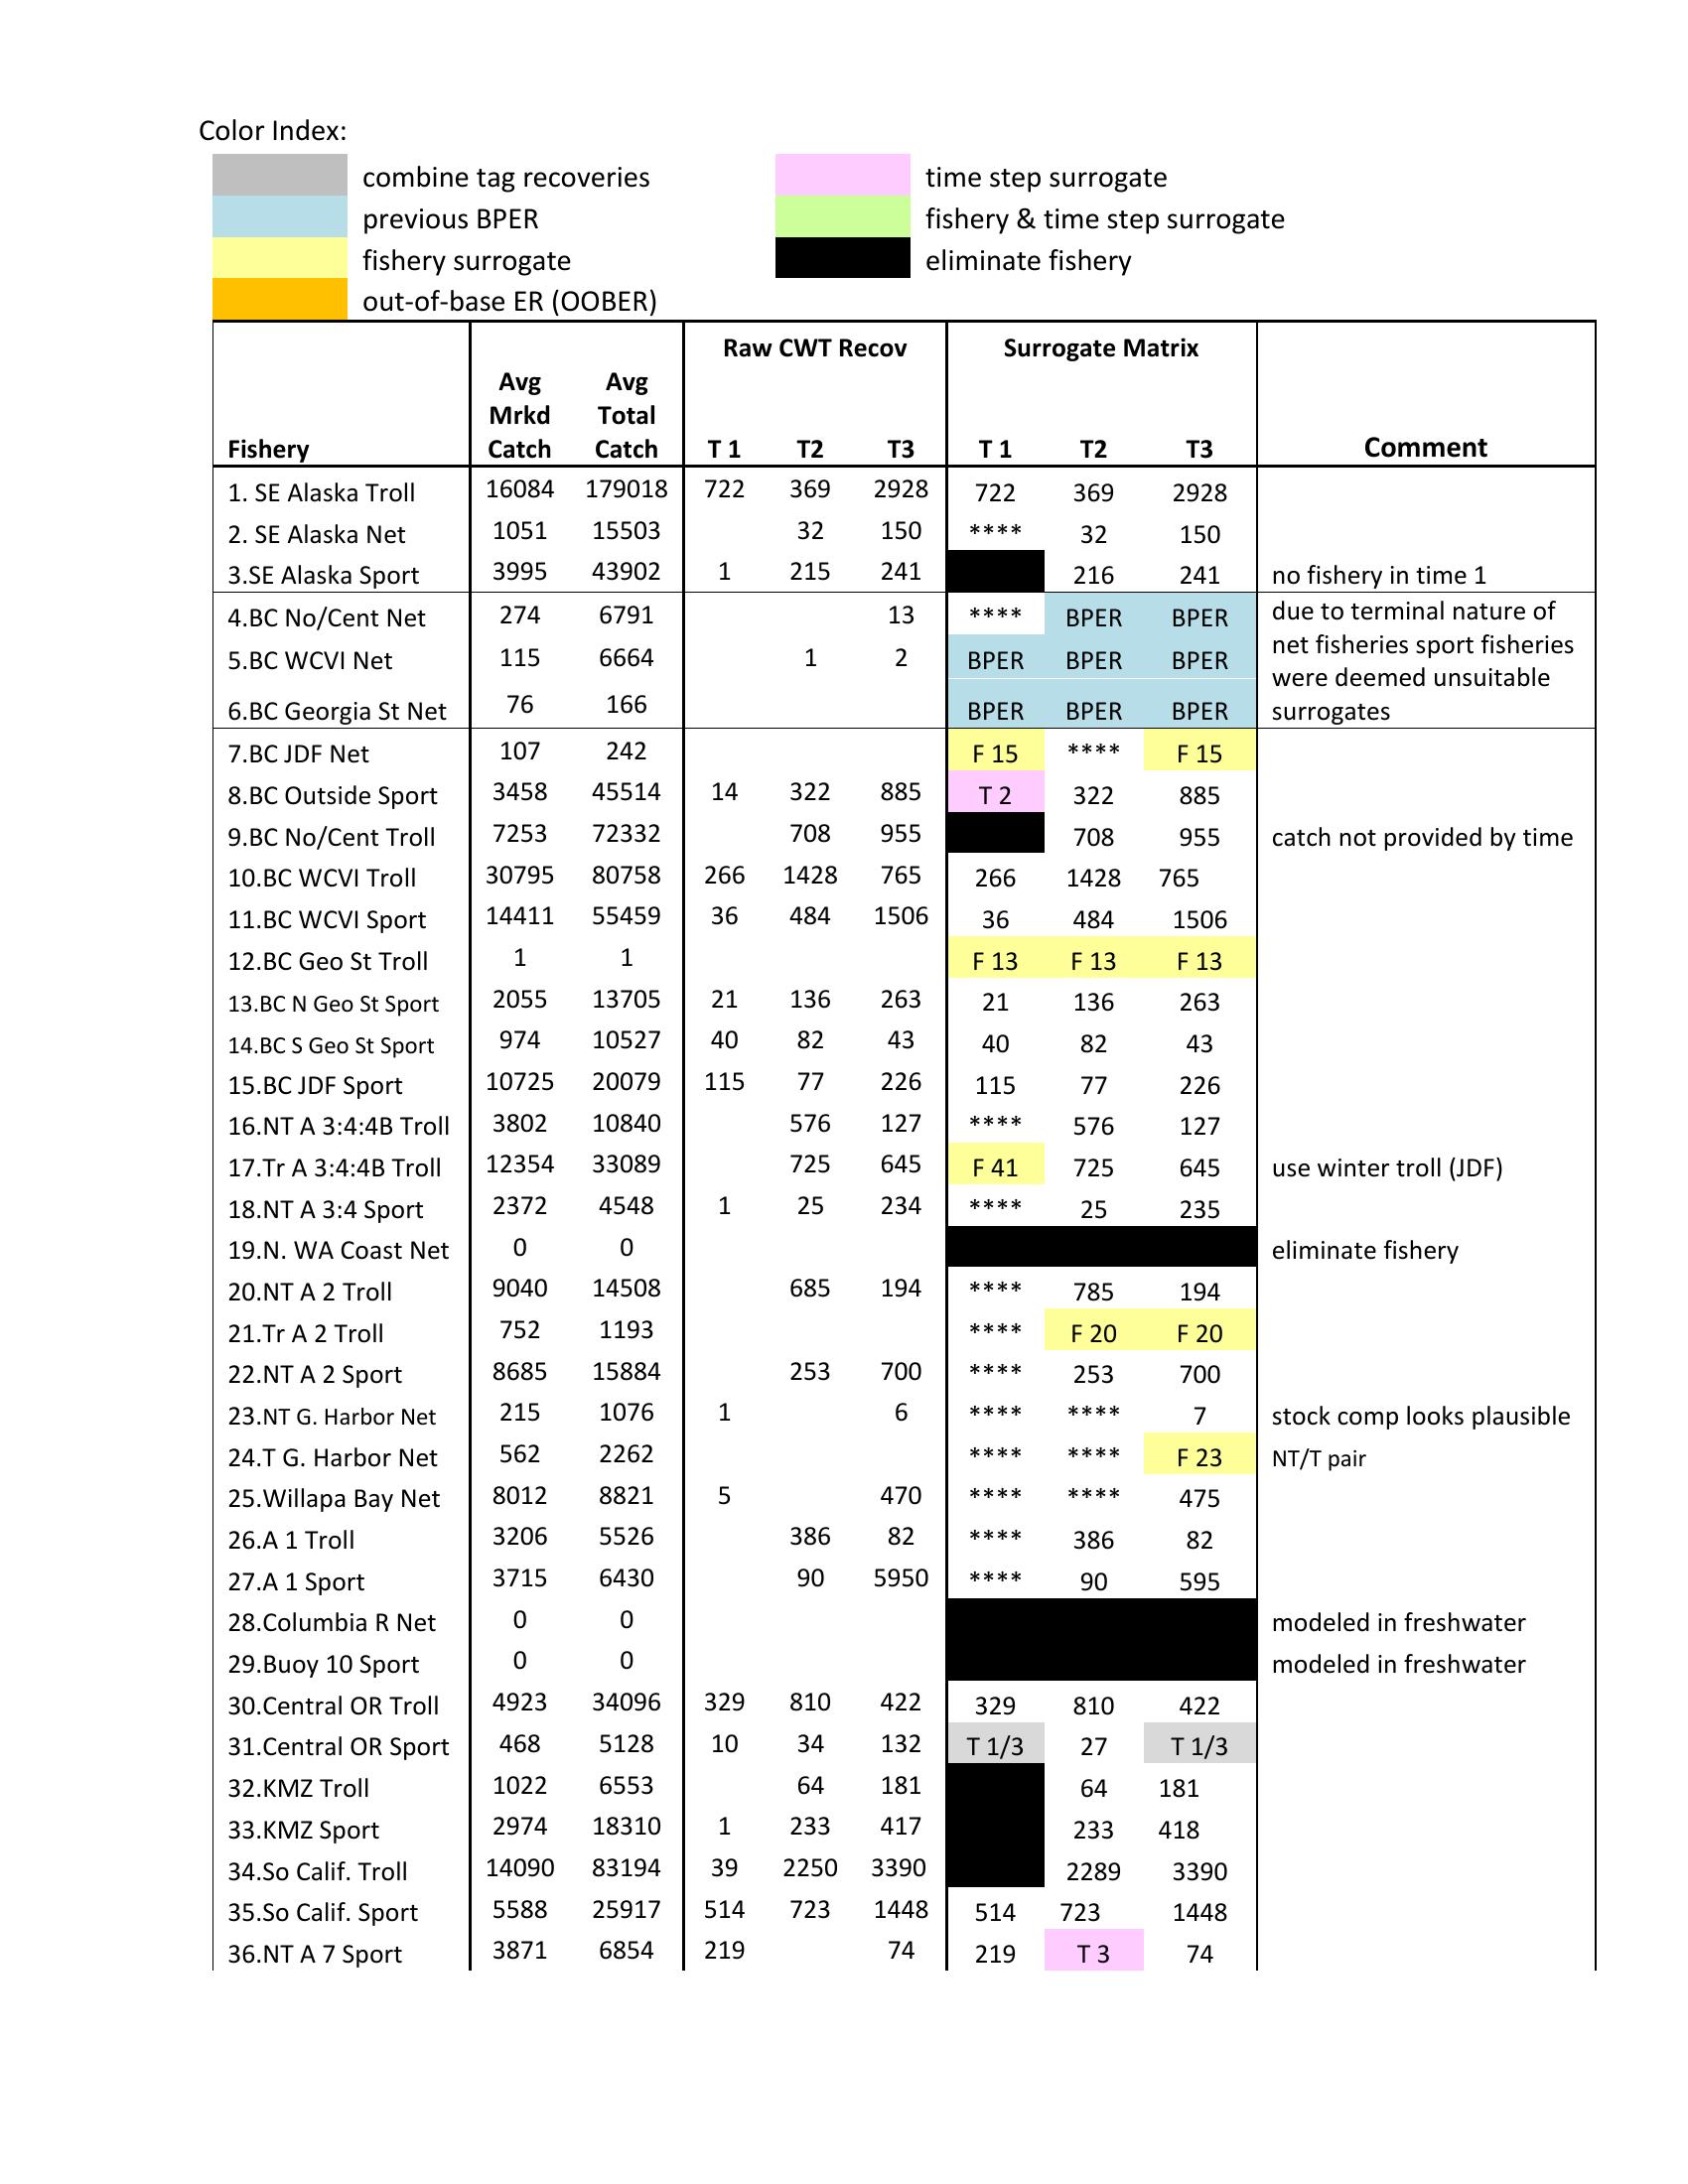 Color Index:
combine tag recoveries time step surrogate
previous BPER fishery & time step surrogate
fishery surrogate eliminate fishery
out-of-base ER (OOBER)
Raw CWT Recov Surrogate Matrix
Avg Avg
Mrkd Total
Fishery Catch Catch T 1 T2 T3 T 1 T2 T3 Comment
1. SE Alaska Troll 16084 179018 722 369 2928 722 369 2928
2. SE Alaska Net 1051 15503 32 150 **** 32 150
3.SE Alaska Sport 3995 43902 1 215 241 216 241 no fishery in time 1
4.BC No/Cent Net 274 6791 13 **** BPER BPER due to terminal nature of
5.BC WCVI Net 115 6664 1 2 BPER BPER BPER net fisheries sport fisheries
were deemed unsuitable
6.BC Georgia St Net 76 166 BPER BPER BPER surrogates
7.BC JDF Net 107 242 F 15 **** F 15
8.BC Outside Sport 3458 45514 14 322 885 T 2 322 885
9.BC No/Cent Troll 7253 72332 708 955 708 955 catch not provided by time
10.BC WCVI Troll 30795 80758 266 1428 765 266 1428 765
11.BC WCVI Sport 14411 55459 36 484 1506 36 484 1506
12.BC Geo St Troll 1 1 F 13 F 13 F 13
13.BC N Geo St Sport 2055 13705 21 136 263 21 136 263
14.BC S Geo St Sport 974 10527 40 82 43 40 82 43
15.BC JDF Sport 10725 20079 115 77 226 115 77 226
16.NT A 3:4:4B Troll 3802 10840 576 127 **** 576 127
17.Tr A 3:4:4B Troll 12354 33089 725 645 F 41 725 645 use winter troll (JDF)
18.NT A 3:4 Sport 2372 4548 1 25 234 **** 25 235
19.N. WA Coast Net 0 0 eliminate fishery
20.NT A 2 Troll 9040 14508 685 194 **** 785 194
21.Tr A 2 Troll 752 1193 **** F 20 F 20
22.NT A 2 Sport 8685 15884 253 700 **** 253 700
23.NT G. Harbor Net 215 1076 1 6 **** **** 7 stock comp looks plausible
24.T G. Harbor Net 562 2262 **** **** F 23 NT/T pair
25.Willapa Bay Net 8012 8821 5 470 **** **** 475
26.A 1 Troll 3206 5526 386 82 **** 386 82
27.A 1 Sport 3715 6430 90 5950 **** 90 595
28.Columbia R Net 0 0 modeled in freshwater
29.Buoy 10 Sport 0 0 modeled in freshwater
30.Central OR Troll 4923 34096 329 810 422 329 810 422
31.Central OR Sport 468 5128 10 34 132 T 1/3 27 T 1/3
32.KMZ Troll 1022 6553 64 181 64 181
33.KMZ Sport 2974 18310 1 233 417 233 418
34.So Calif. Troll 14090 83194 39 2250 3390 2289 3390
35.So Calif. Sport 5588 25917 514 723 1448 514 723 1448
36.NT A 7 Sport 3871 6854 219 74 219 T 3 74